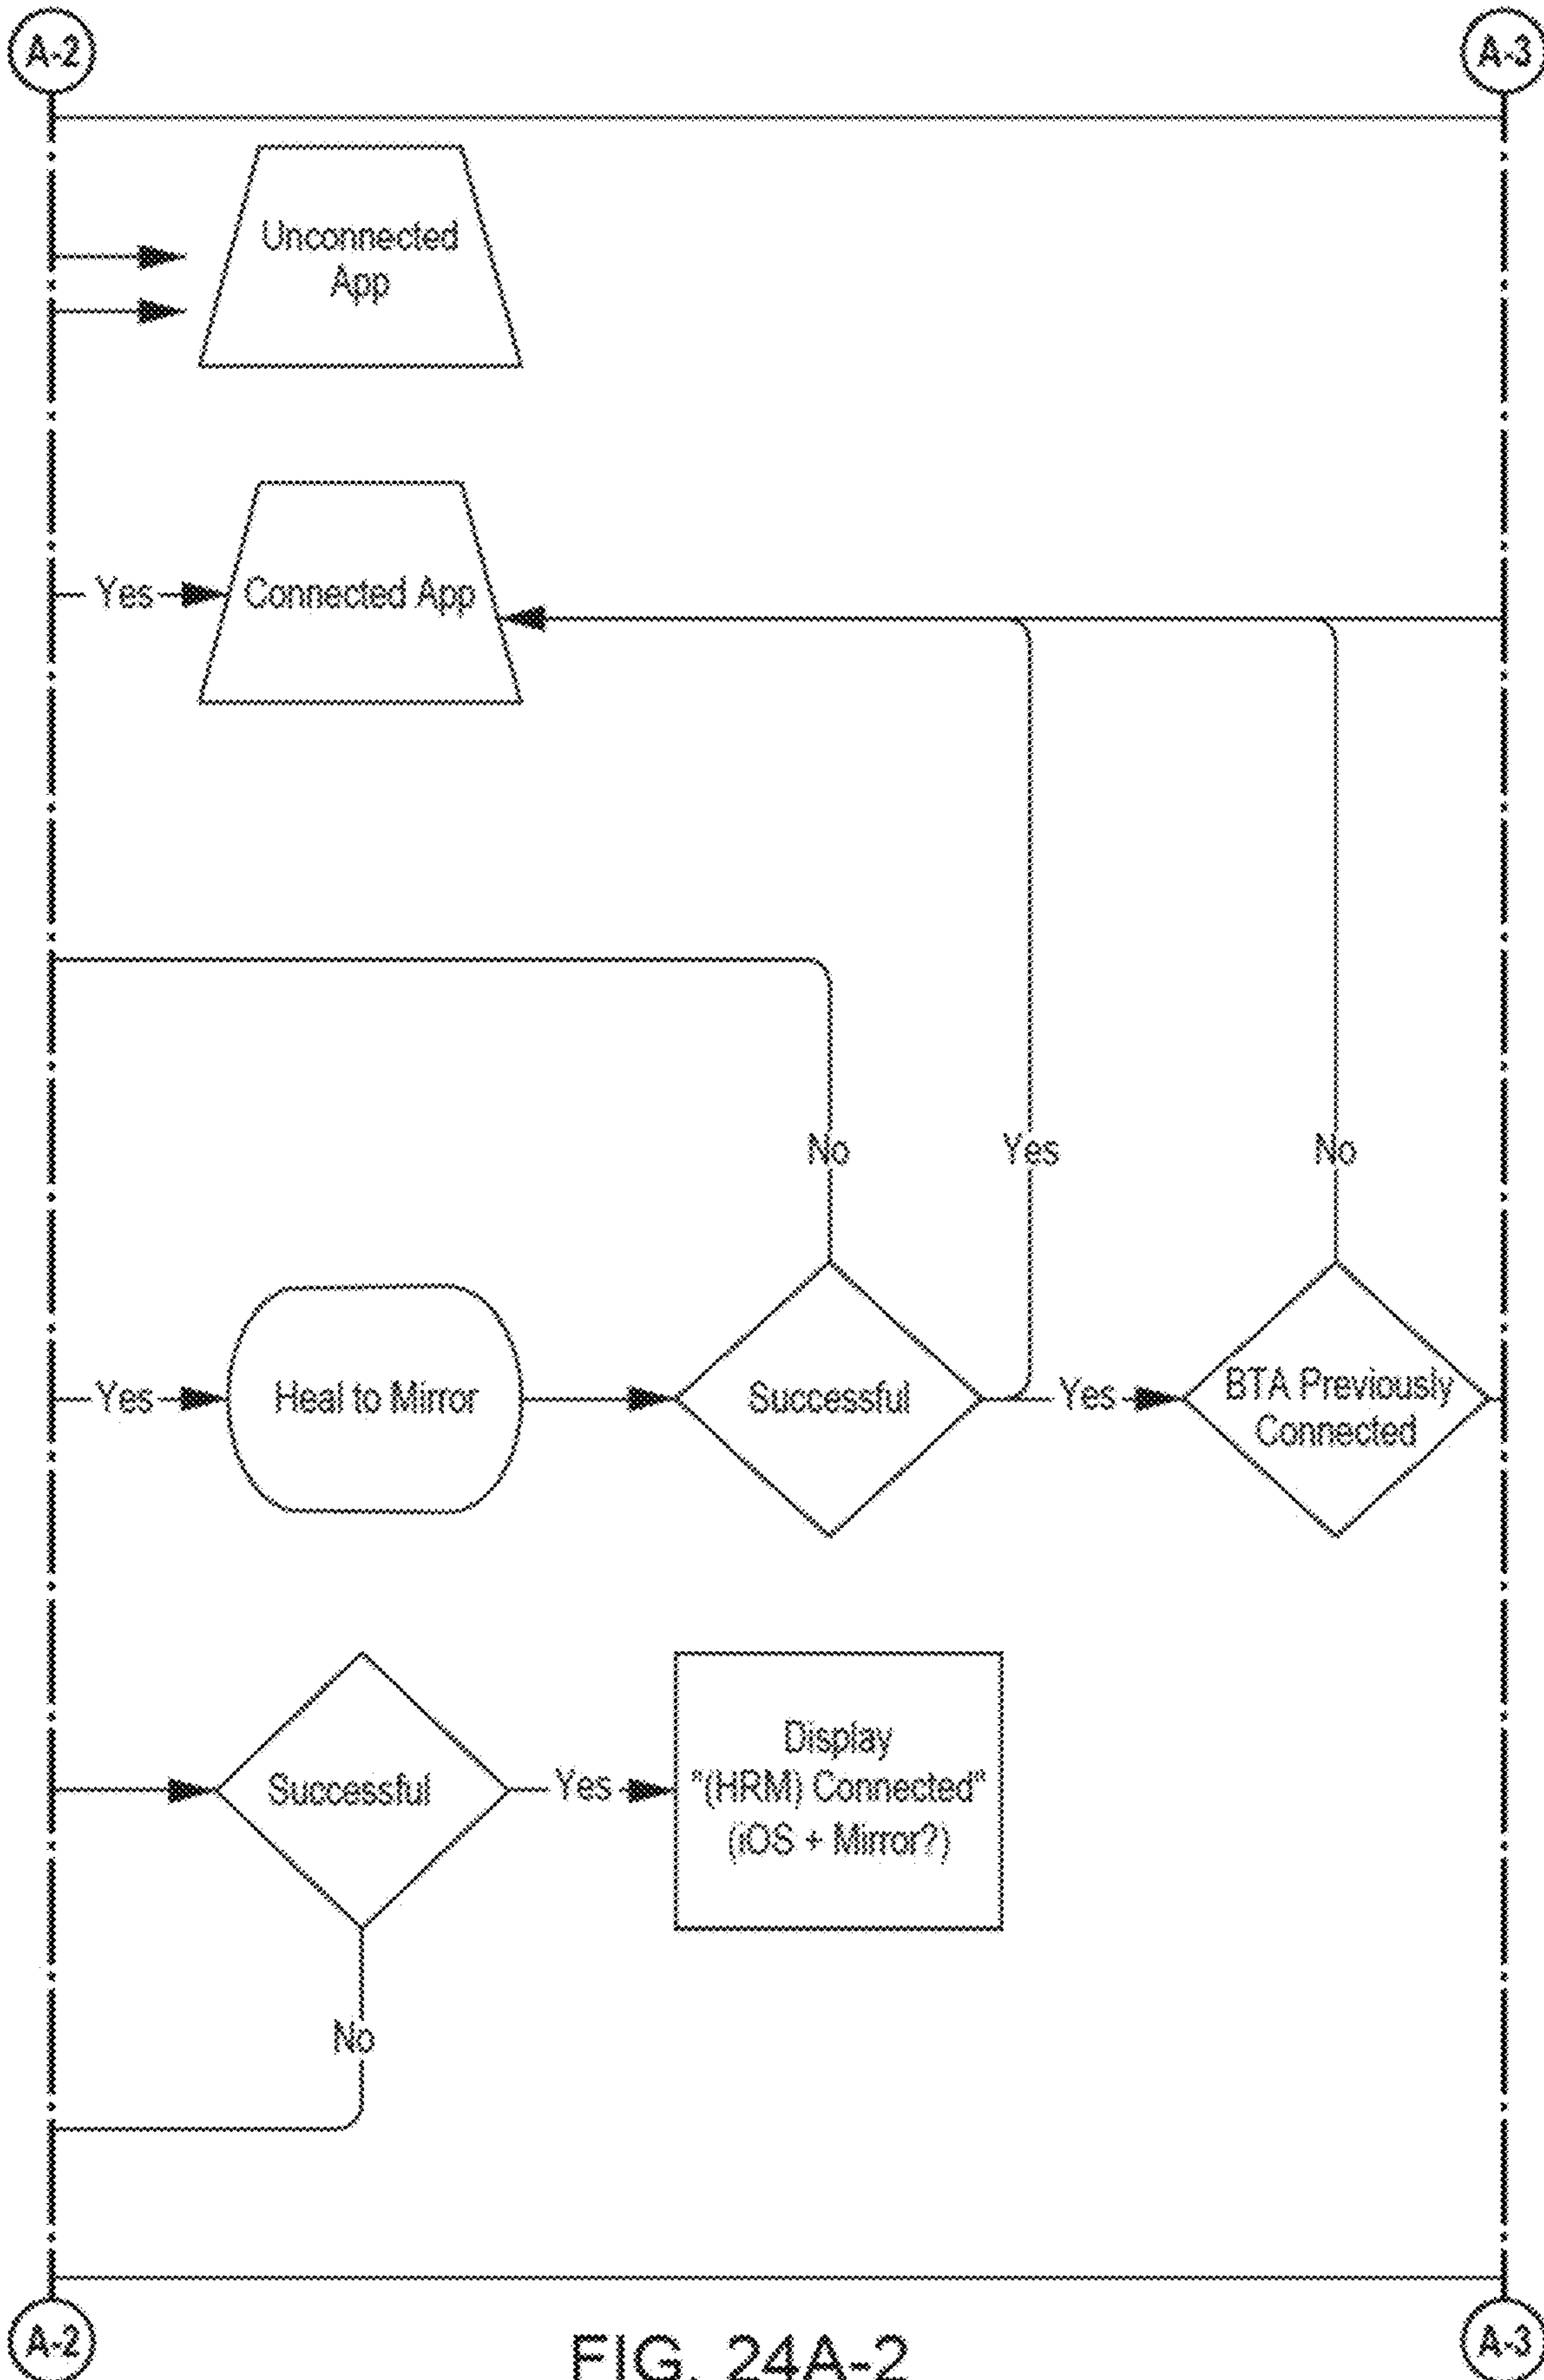 A-2
A-3
Unconnected
App
Yes
Connected App
No
Yes
No
Yes
Heal to Mirror
Successful
Yes
BTA Previously
Connected
Successful
Yes
Display
"(HRM) Connected"
(iOS + Mirror?)
No
A-2
FIG. 24A-2
A-3